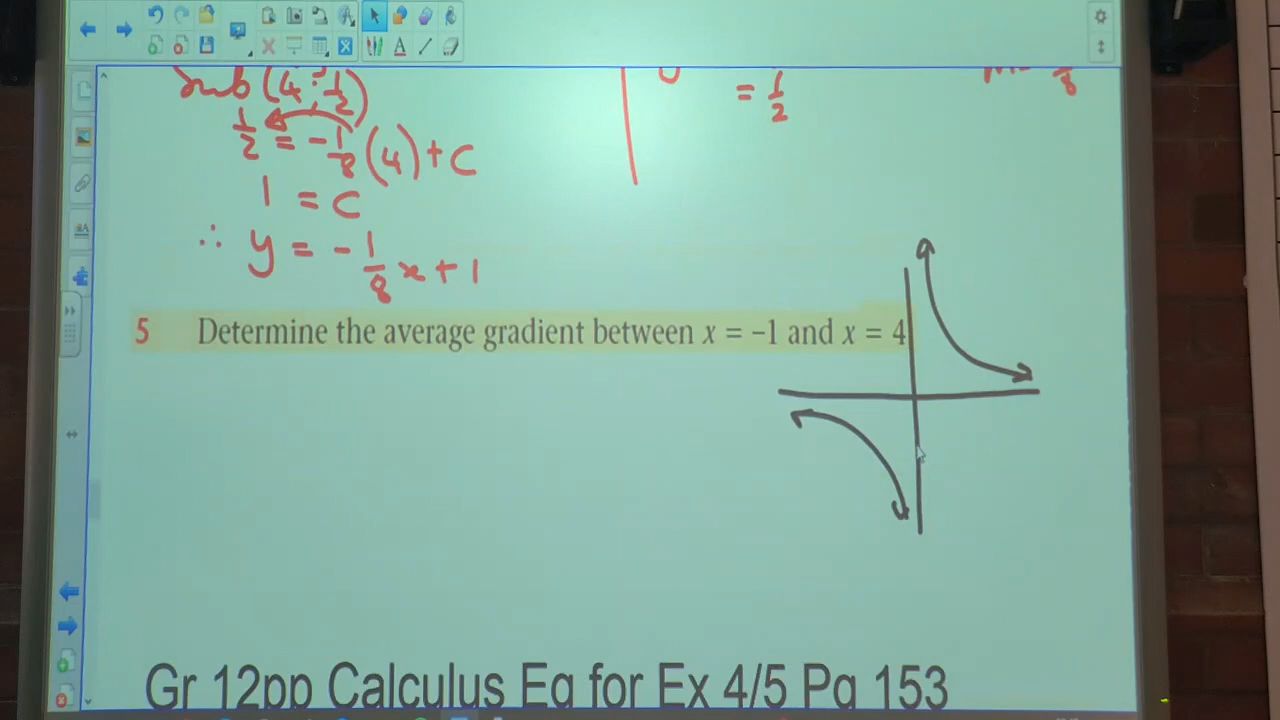 Sub (4 ; 1/2)
1/2 = -1/8 (4) + C
1 = C
∴ y = -1/8 x + 1
= 1/2
8
5 Determine the average gradient between x = –1 and x = 4
Gr 12pp Calculus Eg for Ex 4/5 Pg 153